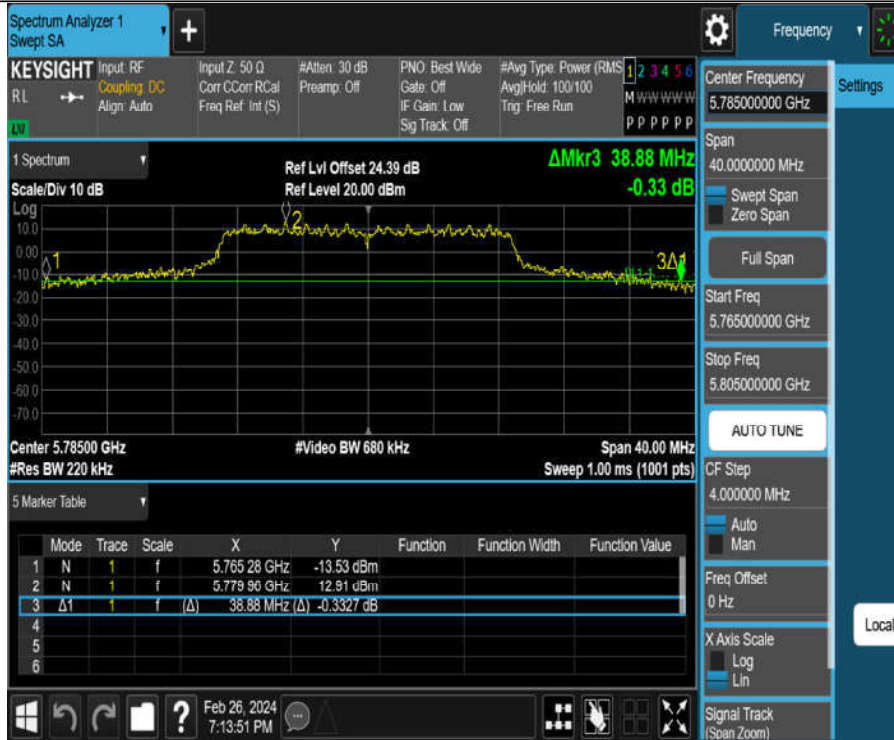 Spectrum Analyzer 1
Swept SA
+
Frequency
KEYSIGHT
RL
LXI
Input: RF
Coupling: DC
Align: Auto
Input Z: 50 Ω
Corr CCorr RCal
Freq Ref: Int (S)
#Atten: 30 dB
Preamp: Off
PNO: Best Wide
Gate: Off
IF Gain: Low
Sig Track: Off
#Avg Type: Power (RMS
Avg|Hold: 100/100
Trig: Free Run
1 2 3 4 5 6
M W W W W W
P P P P P P
1 Spectrum
Scale/Div 10 dB
Ref Lvl Offset 24.39 dB
Ref Level 20.00 dBm
ΔMkr3 38.88 MHz
-0.33 dB
Log
10.0
0.00
-10.0
-20.0
-30.0
-40.0
-50.0
-60.0
-70.0
1
2
3Δ1
Center 5.78500 GHz
#Video BW 680 kHz
Span 40.00 MHz
#Res BW 220 kHz
Sweep 1.00 ms (1001 pts)
5 Marker Table
Mode Trace Scale X Y Function Function Width Function Value
1 N 1 f 5.765 28 GHz -13.53 dBm
2 N 1 f 5.779 96 GHz 12.91 dBm
3 Δ1 1 f (Δ) 38.88 MHz (Δ) -0.3327 dB
4
5
6
?
Feb 26, 2024
7:13:51 PM
Center Frequency
5.785000000 GHz
Settings
Span
40.0000000 MHz
Swept Span
Zero Span
Full Span
Start Freq
5.765000000 GHz
Stop Freq
5.805000000 GHz
AUTO TUNE
CF Step
4.000000 MHz
Auto
Man
Freq Offset
0 Hz
Local
X Axis Scale
Log
Lin
Signal Track
(Span Zoom)